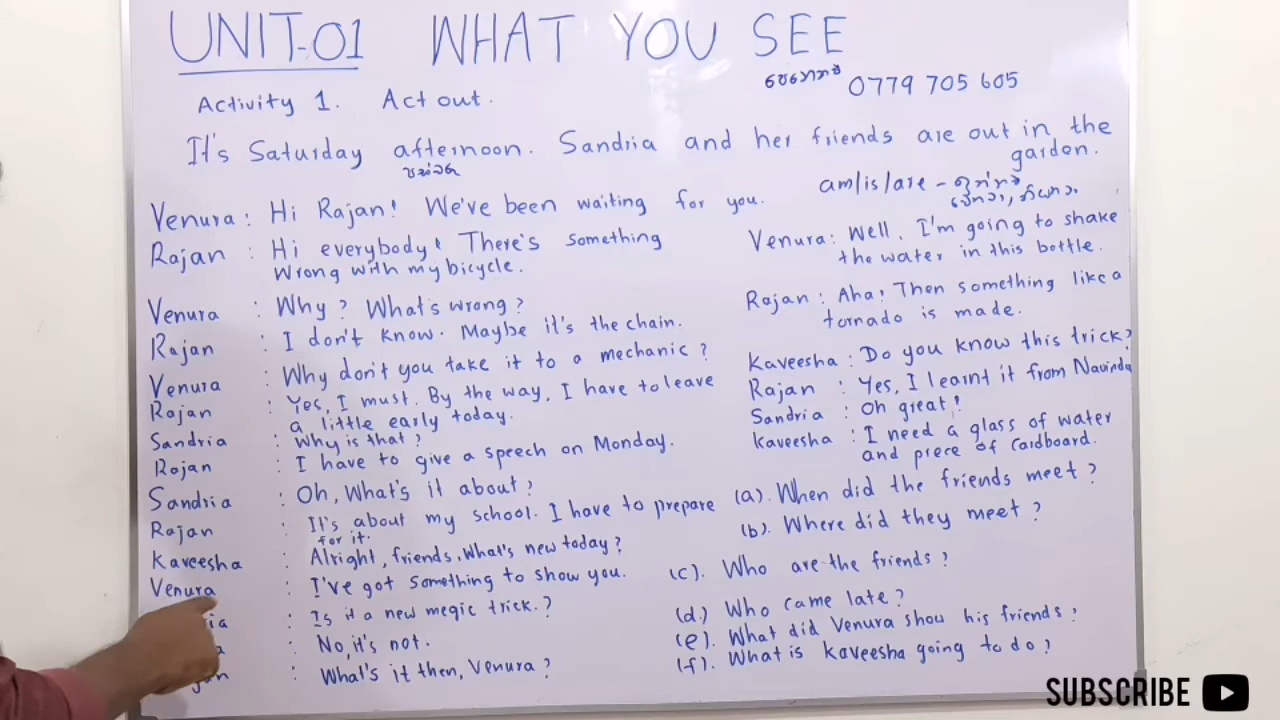 UNIT-01 WHAT YOU SEE
0779 705 605
Activity 1. Act out.
It's Saturday afternoon. Sandria and her friends are out in the
garden.
am/is/are -
Venura : Hi Rajan! We've been waiting for you.
Rajan : Hi everybody! There's something
Wrong with my bicycle.
Venura : Why? What's wrong?
Rajan : I don't know. Maybe it's the chain.
Venura : Why don't you take it to a mechanic?
Rajan : Yes, I must. By the way, I have to leave
a little early today.
Sandria : Why is that?
Rajan : I have to give a speech on Monday.
Sandria : Oh, What's it about?
Rajan : It's about my school. I have to prepare
for it.
Kaveesha : Alright, friends, What's new today?
Venura : I've got something to show you.
ia : Is it a new megic trick.?
a : No, it's not.
jan : What's it then, Venura?
Venura : Well, I'm going to shake
the water in this bottle.
Rajan : Aha! Then something like a
tornado is made.
Kaveesha : Do you know this trick?
Rajan : Yes, I learnt it from Navinda
Sandria : Oh great!
Kaveesha : I need a glass of water
and piece of cardboard.
(a). When did the friends meet?
(b). Where did they meet?
(c). Who are the friends?
(d). Who came late?
(e). What did Venura show his friends?
(f). What is Kaveesha going to do?
SUBSCRIBE